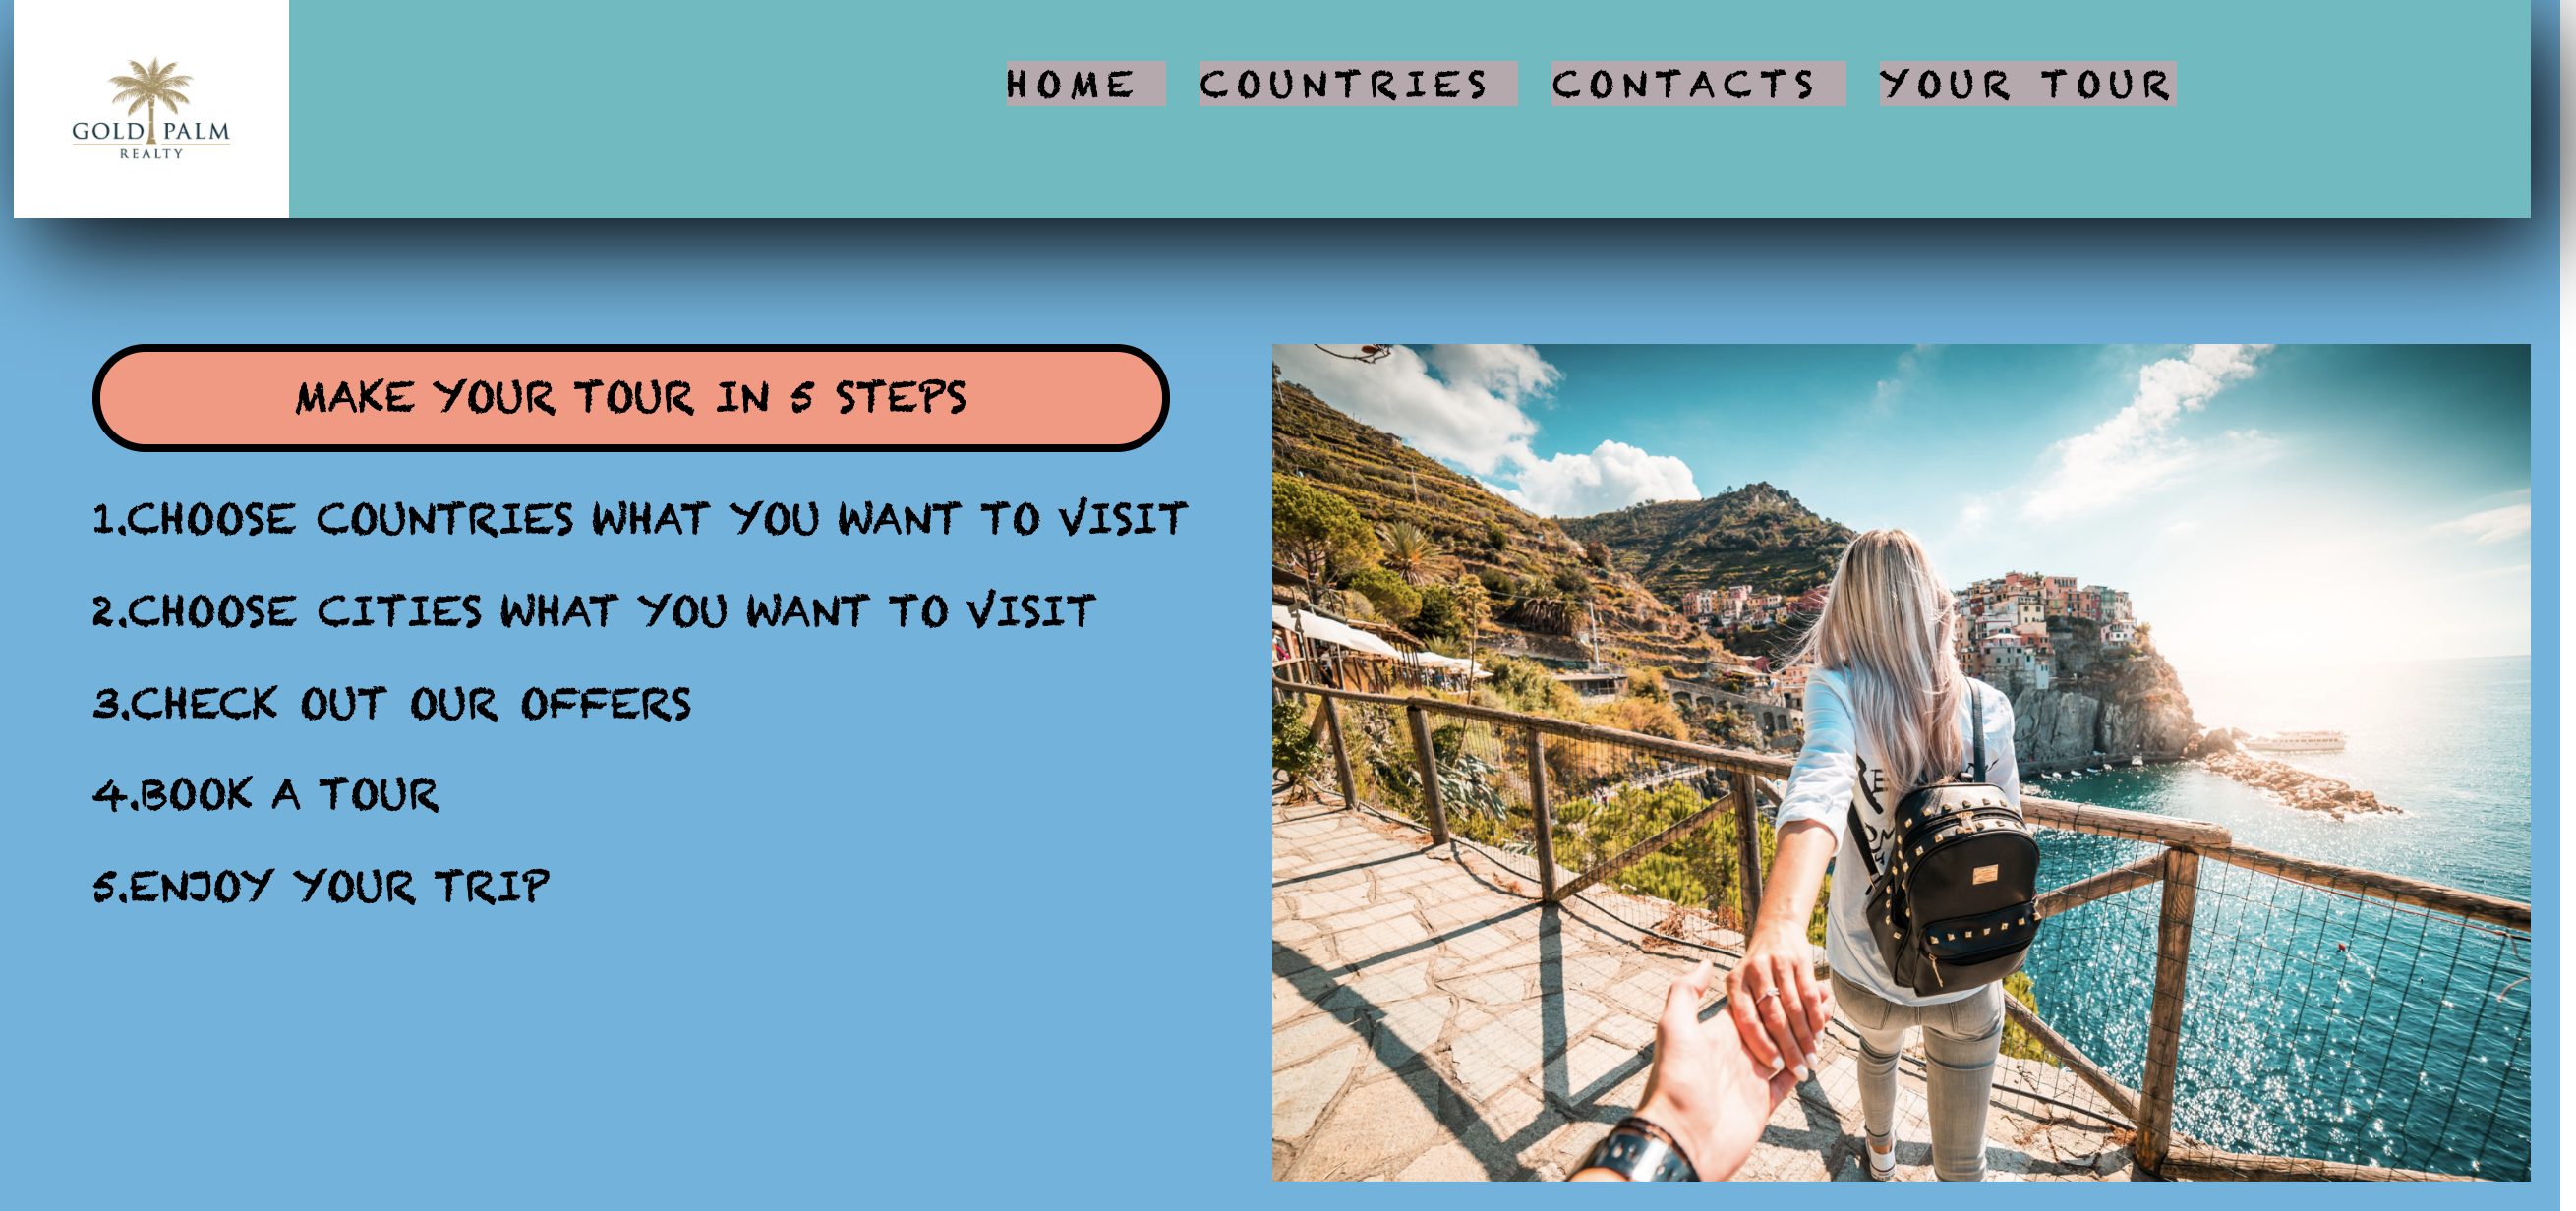 GOLD PALM
REALTY
HOME COUNTRIES CONTACTS YOUR TOUR
MAKE YOUR TOUR IN 5 STEPS
1.CHOOSE COUNTRIES WHAT YOU WANT TO VISIT
2.CHOOSE CITIES WHAT YOU WANT TO VISIT
3.CHECK OUT OUR OFFERS
4.BOOK A TOUR
5.ENJOY YOUR TRIP